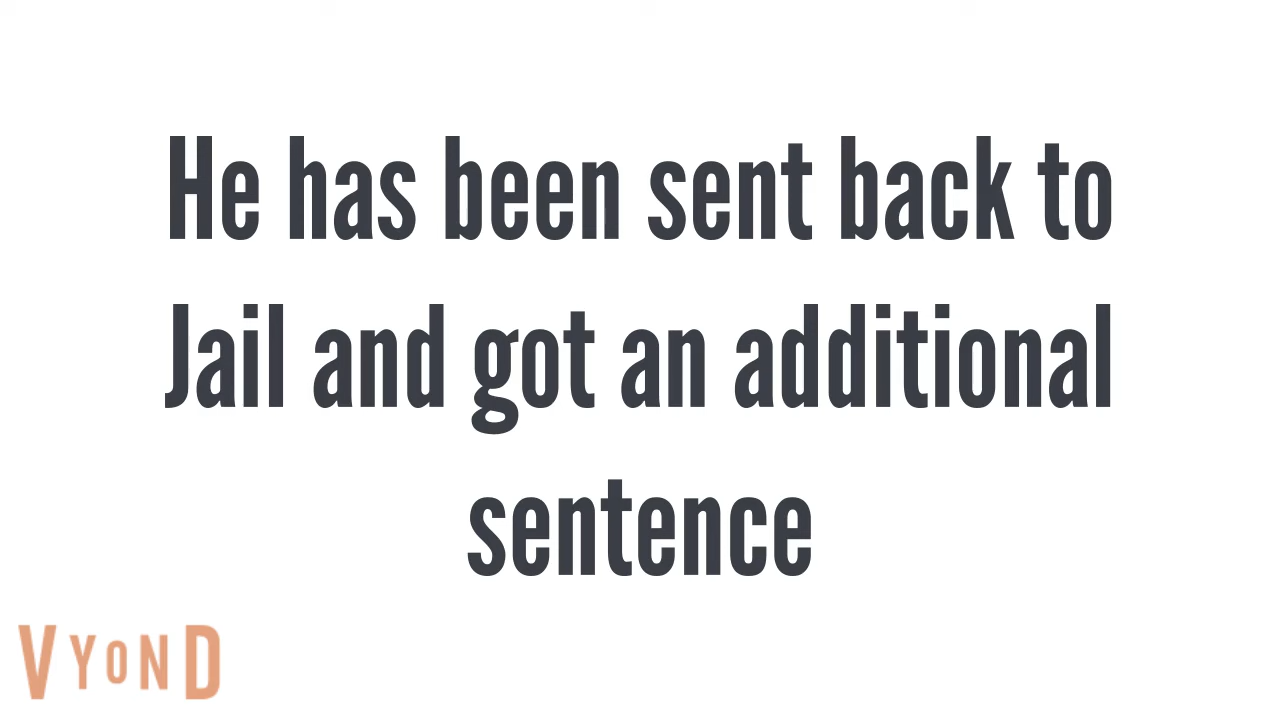 He has been sent back to
Jail and got an additional
sentence
VYOND